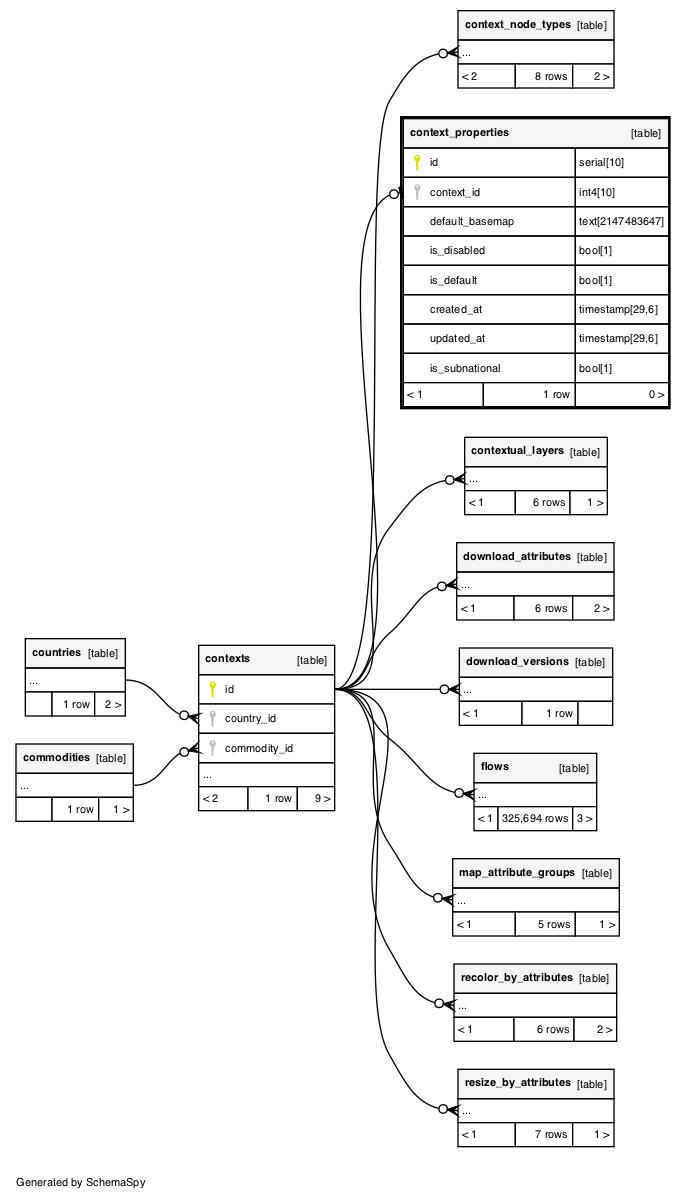 context_node_types [table]
...
< 2 8 rows 2 >
context_properties [table]
id serial[10]
context_id int4[10]
default_basemap text[2147483647]
is_disabled bool[1]
is_default bool[1]
created_at timestamp[29,6]
updated_at timestamp[29,6]
is_subnational bool[1]
< 1 1 row 0 >
contextual_layers [table]
...
< 1 6 rows 1 >
download_attributes [table]
...
< 1 6 rows 2 >
countries [table]
...
1 row 2 >
commodities [table]
...
1 row 1 >
contexts [table]
id
country_id
commodity_id
...
< 2 1 row 9 >
download_versions [table]
...
< 1 1 row
flows [table]
...
< 1 325,694 rows 3 >
map_attribute_groups [table]
...
< 1 5 rows 1 >
recolor_by_attributes [table]
...
< 1 6 rows 2 >
resize_by_attributes [table]
...
< 1 7 rows 1 >
Generated by SchemaSpy